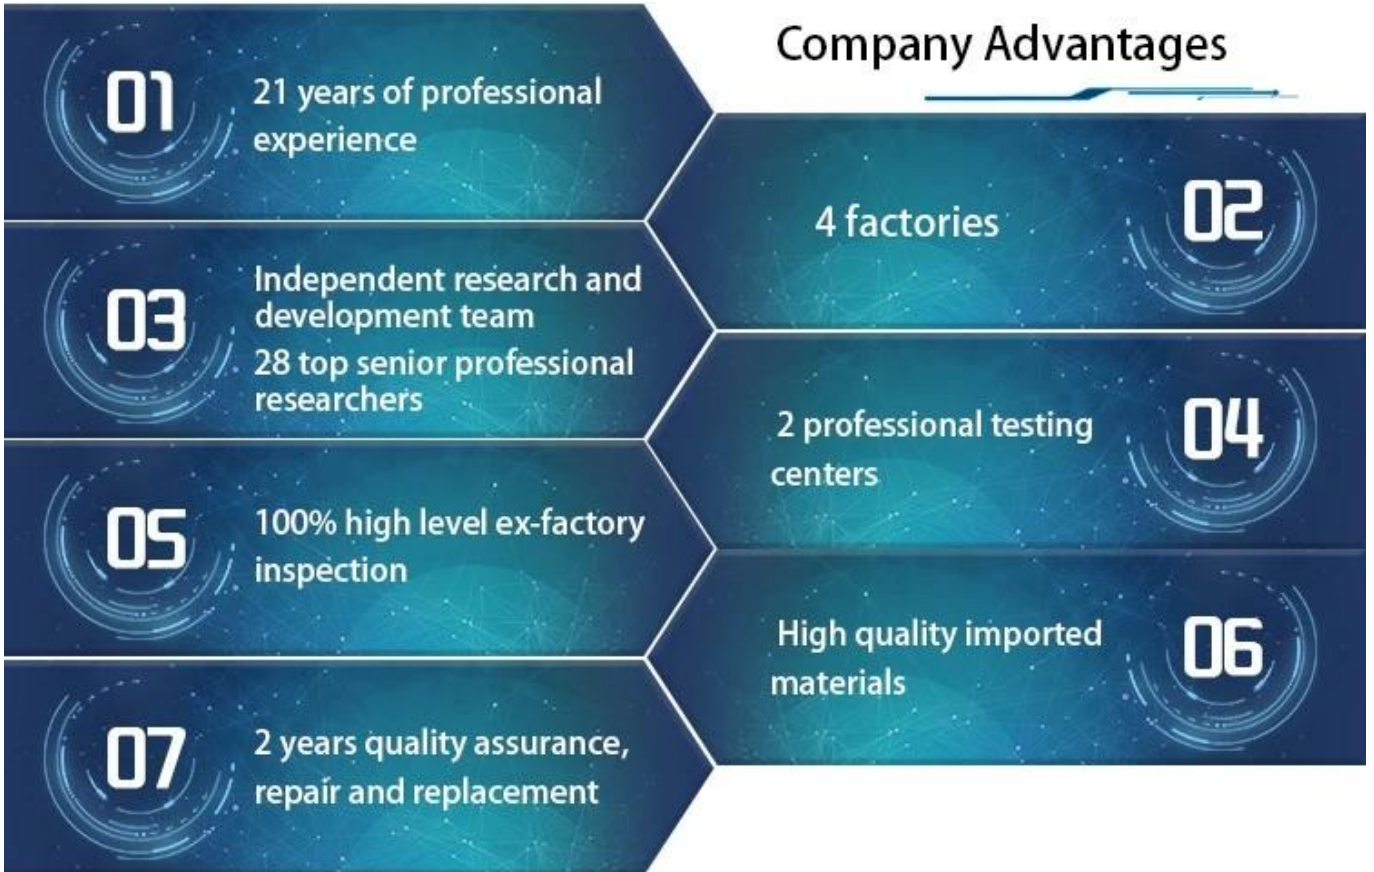 Company Advantages
01
21 years of professional
experience
02
4 factories
03
Independent research and
development team
28 top senior professional
researchers
04
2 professional testing
centers
05
100% high level ex-factory
inspection
06
High quality imported
materials
07
2 years quality assurance,
repair and replacement